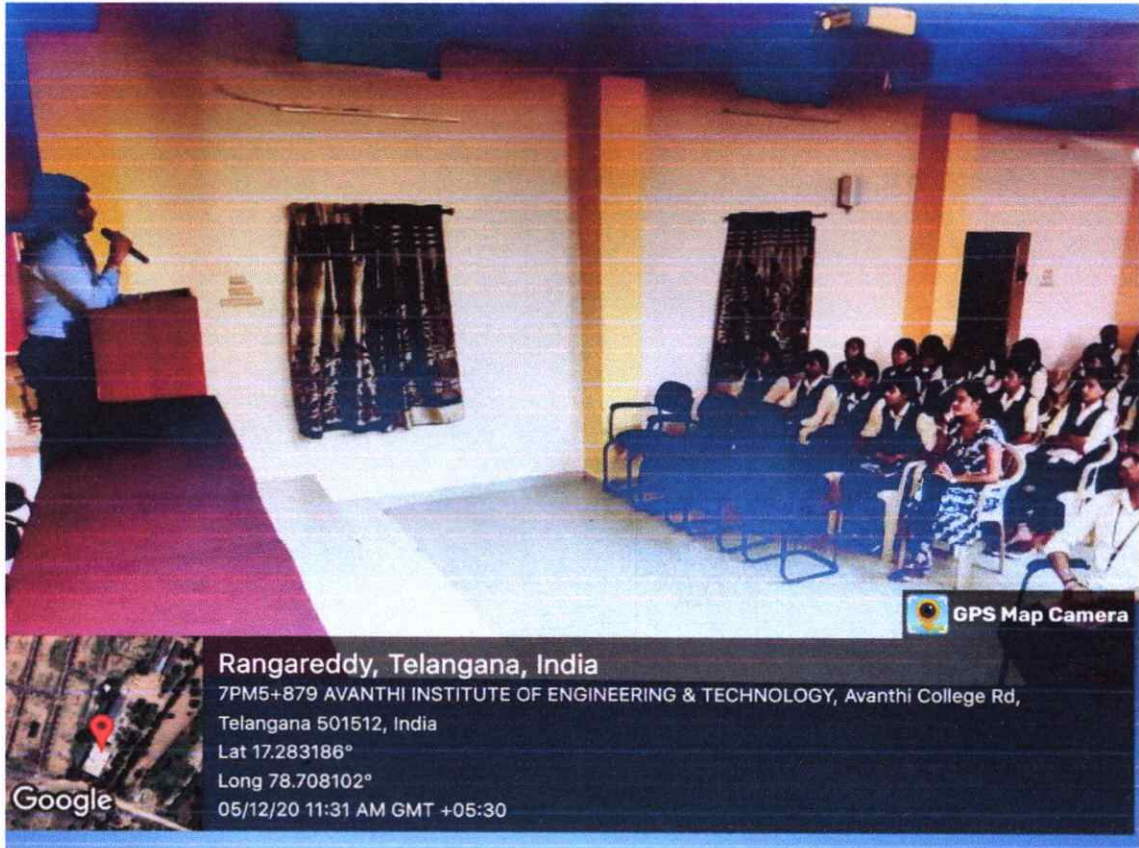 GPS Map Camera
Rangareddy, Telangana, India
7PM5+879 AVANTHI INSTITUTE OF ENGINEERING & TECHNOLOGY, Avanthi College Rd,
Telangana 501512, India
Lat 17.283186°
Long 78.708102°
05/12/20 11:31 AM GMT +05:30
Google